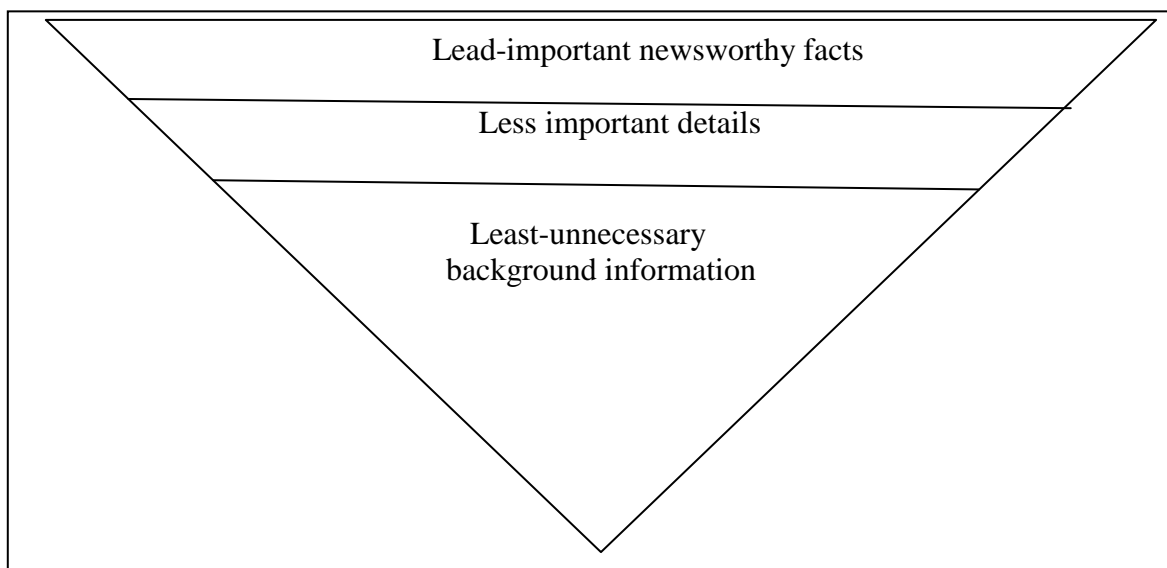 Lead-important newsworthy facts
Less important details
Least-unnecessary
background information